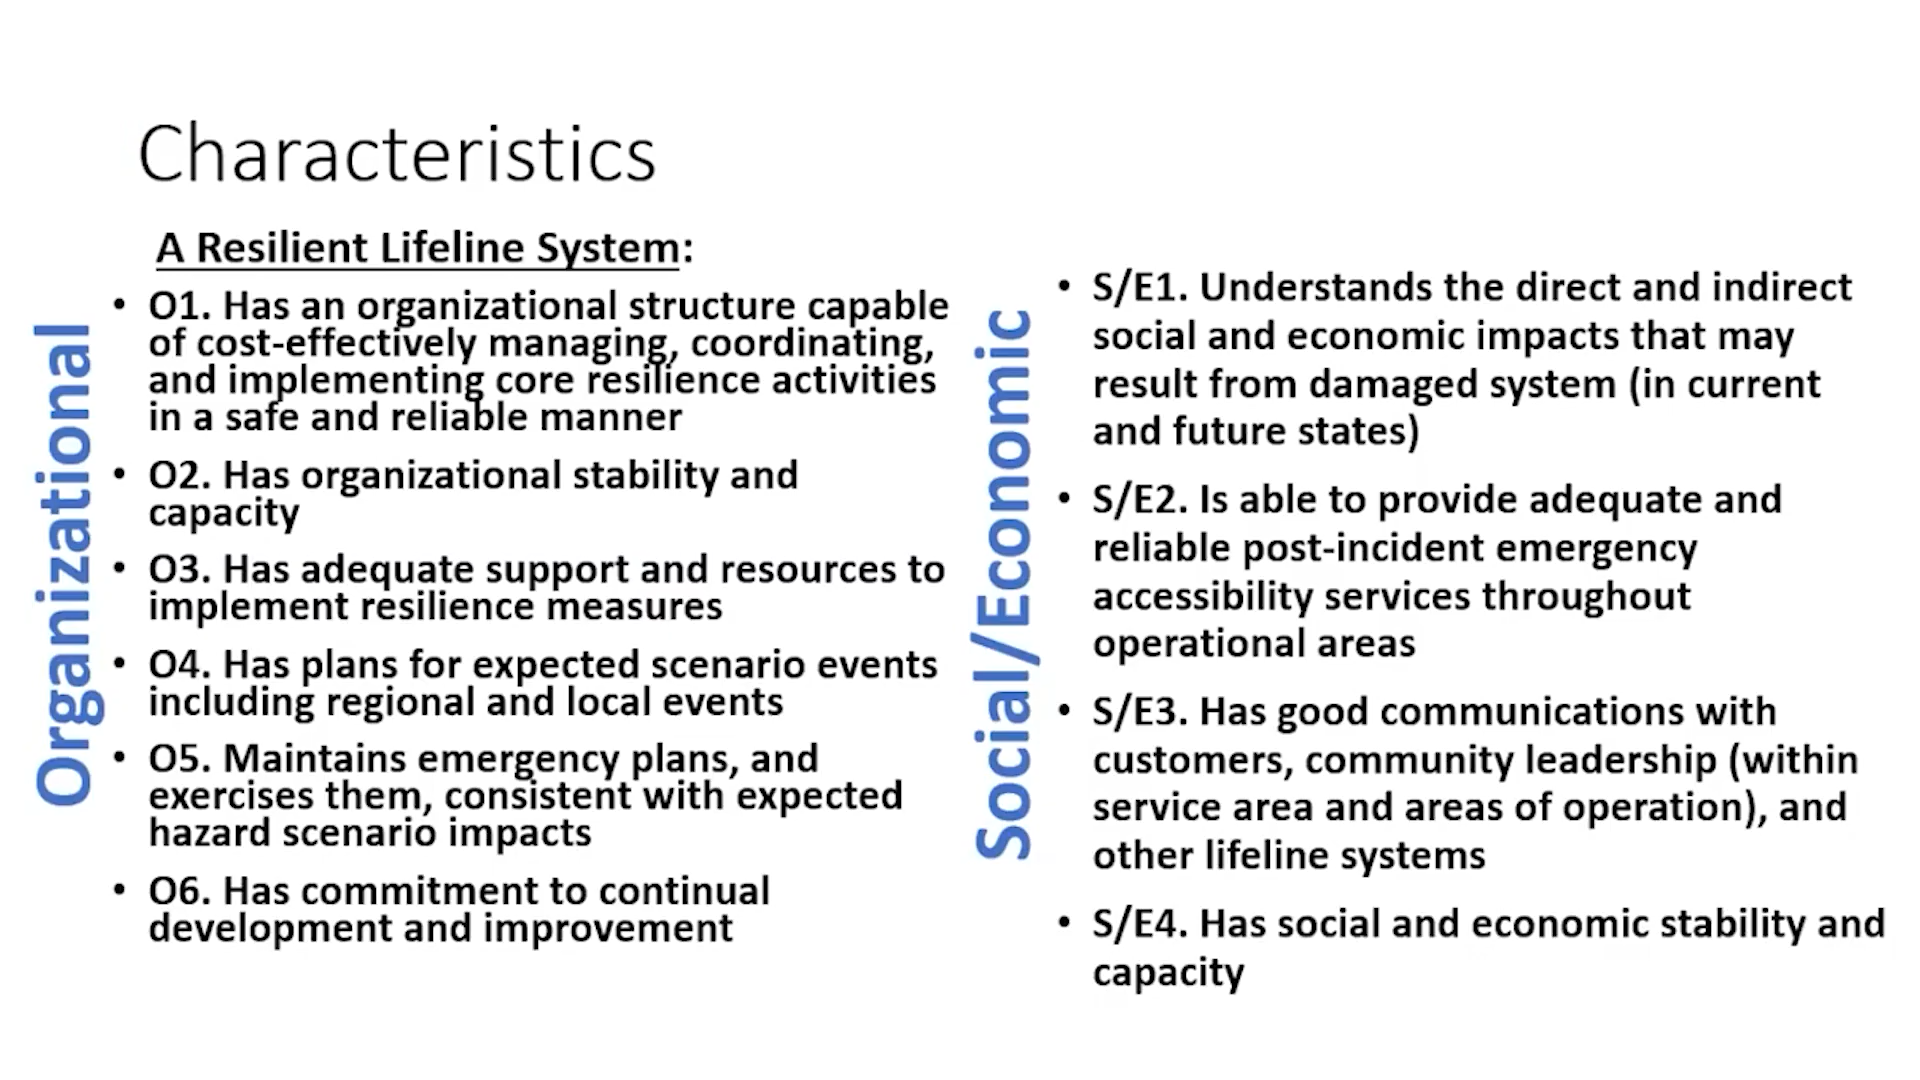 Characteristics
A Resilient Lifeline System:
Organizational
• O1. Has an organizational structure capable
of cost-effectively managing, coordinating,
and implementing core resilience activities
in a safe and reliable manner
• O2. Has organizational stability and
capacity
• O3. Has adequate support and resources to
implement resilience measures
• O4. Has plans for expected scenario events
including regional and local events
• O5. Maintains emergency plans, and
exercises them, consistent with expected
hazard scenario impacts
• O6. Has commitment to continual
development and improvement
Social/Economic
• S/E1. Understands the direct and indirect
social and economic impacts that may
result from damaged system (in current
and future states)
• S/E2. Is able to provide adequate and
reliable post-incident emergency
accessibility services throughout
operational areas
• S/E3. Has good communications with
customers, community leadership (within
service area and areas of operation), and
other lifeline systems
• S/E4. Has social and economic stability and
capacity